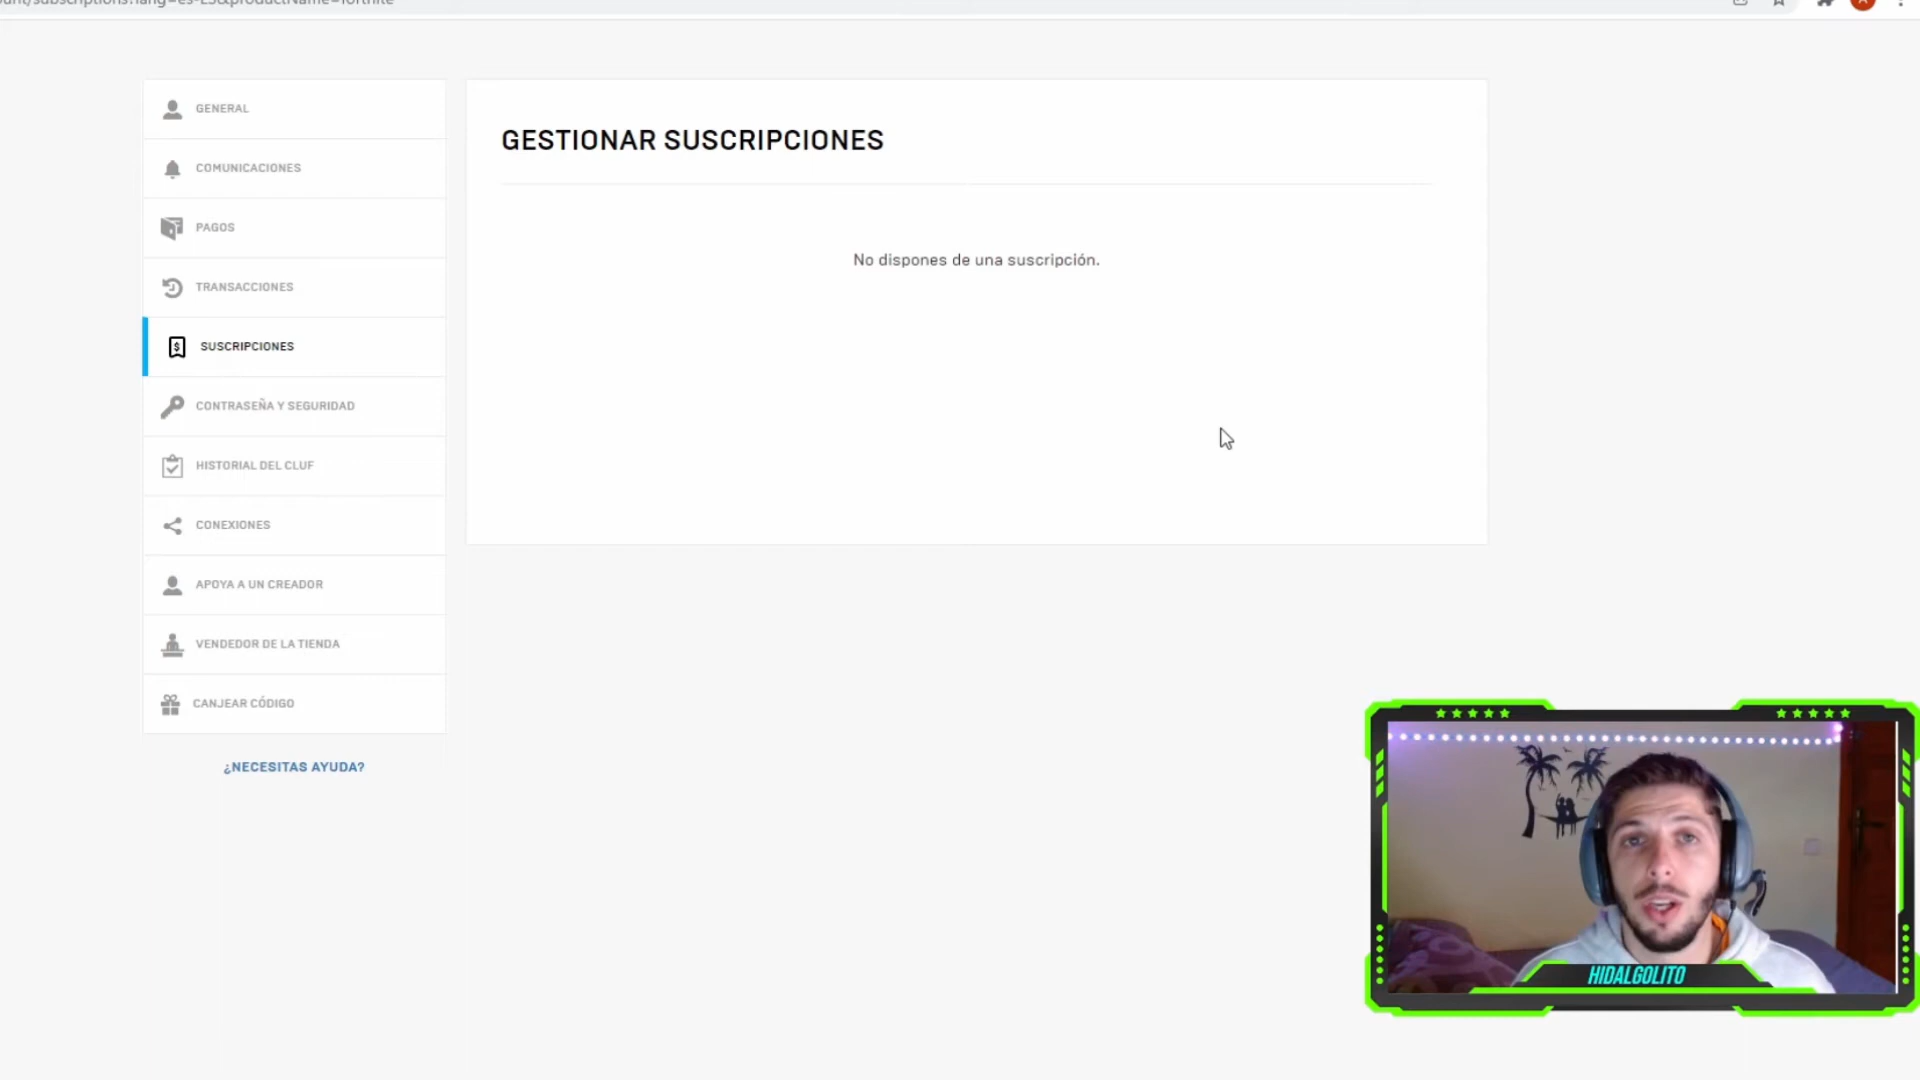 GENERAL
COMUNICACIONES
PAGOS
TRANSACCIONES
SUSCRIPCIONES
CONTRASEÑA Y SEGURIDAD
HISTORIAL DEL CLUF
CONEXIONES
APOYA A UN CREADOR
VENDEDOR DE LA TIENDA
CANJEAR CÓDIGO
¿NECESITAS AYUDA?
GESTIONAR SUSCRIPCIONES
No dispones de una suscripción.
HIDALGOLITO